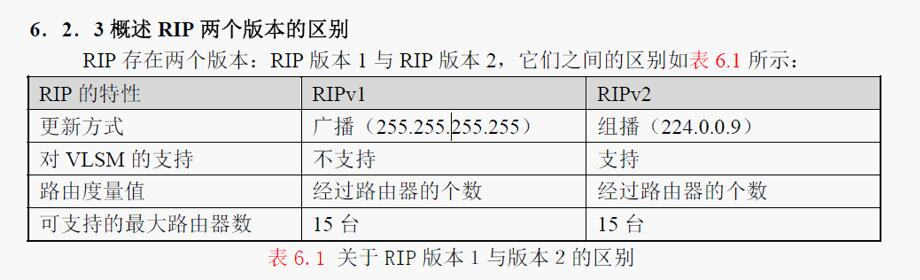 6．2．3 概述 RIP 两个版本的区别
RIP 存在两个版本：RIP 版本 1 与 RIP 版本 2，它们之间的区别如表 6.1 所示：
RIP 的特性 RIPv1 RIPv2
更新方式 广播（255.255.255.255） 组播（224.0.0.9）
对 VLSM 的支持 不支持 支持
路由度量值 经过路由器的个数 经过路由器的个数
可支持的最大路由器数 15 台 15 台
表 6.1 关于 RIP 版本 1 与版本 2 的区别